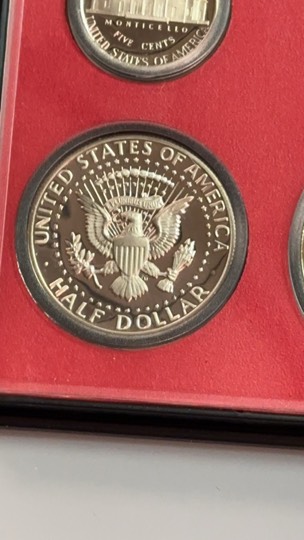 MONTICELLO
FIVE CENTS
UNITED STATES OF AMERICA
UNITED STATES OF AMERICA
HALF DOLLAR